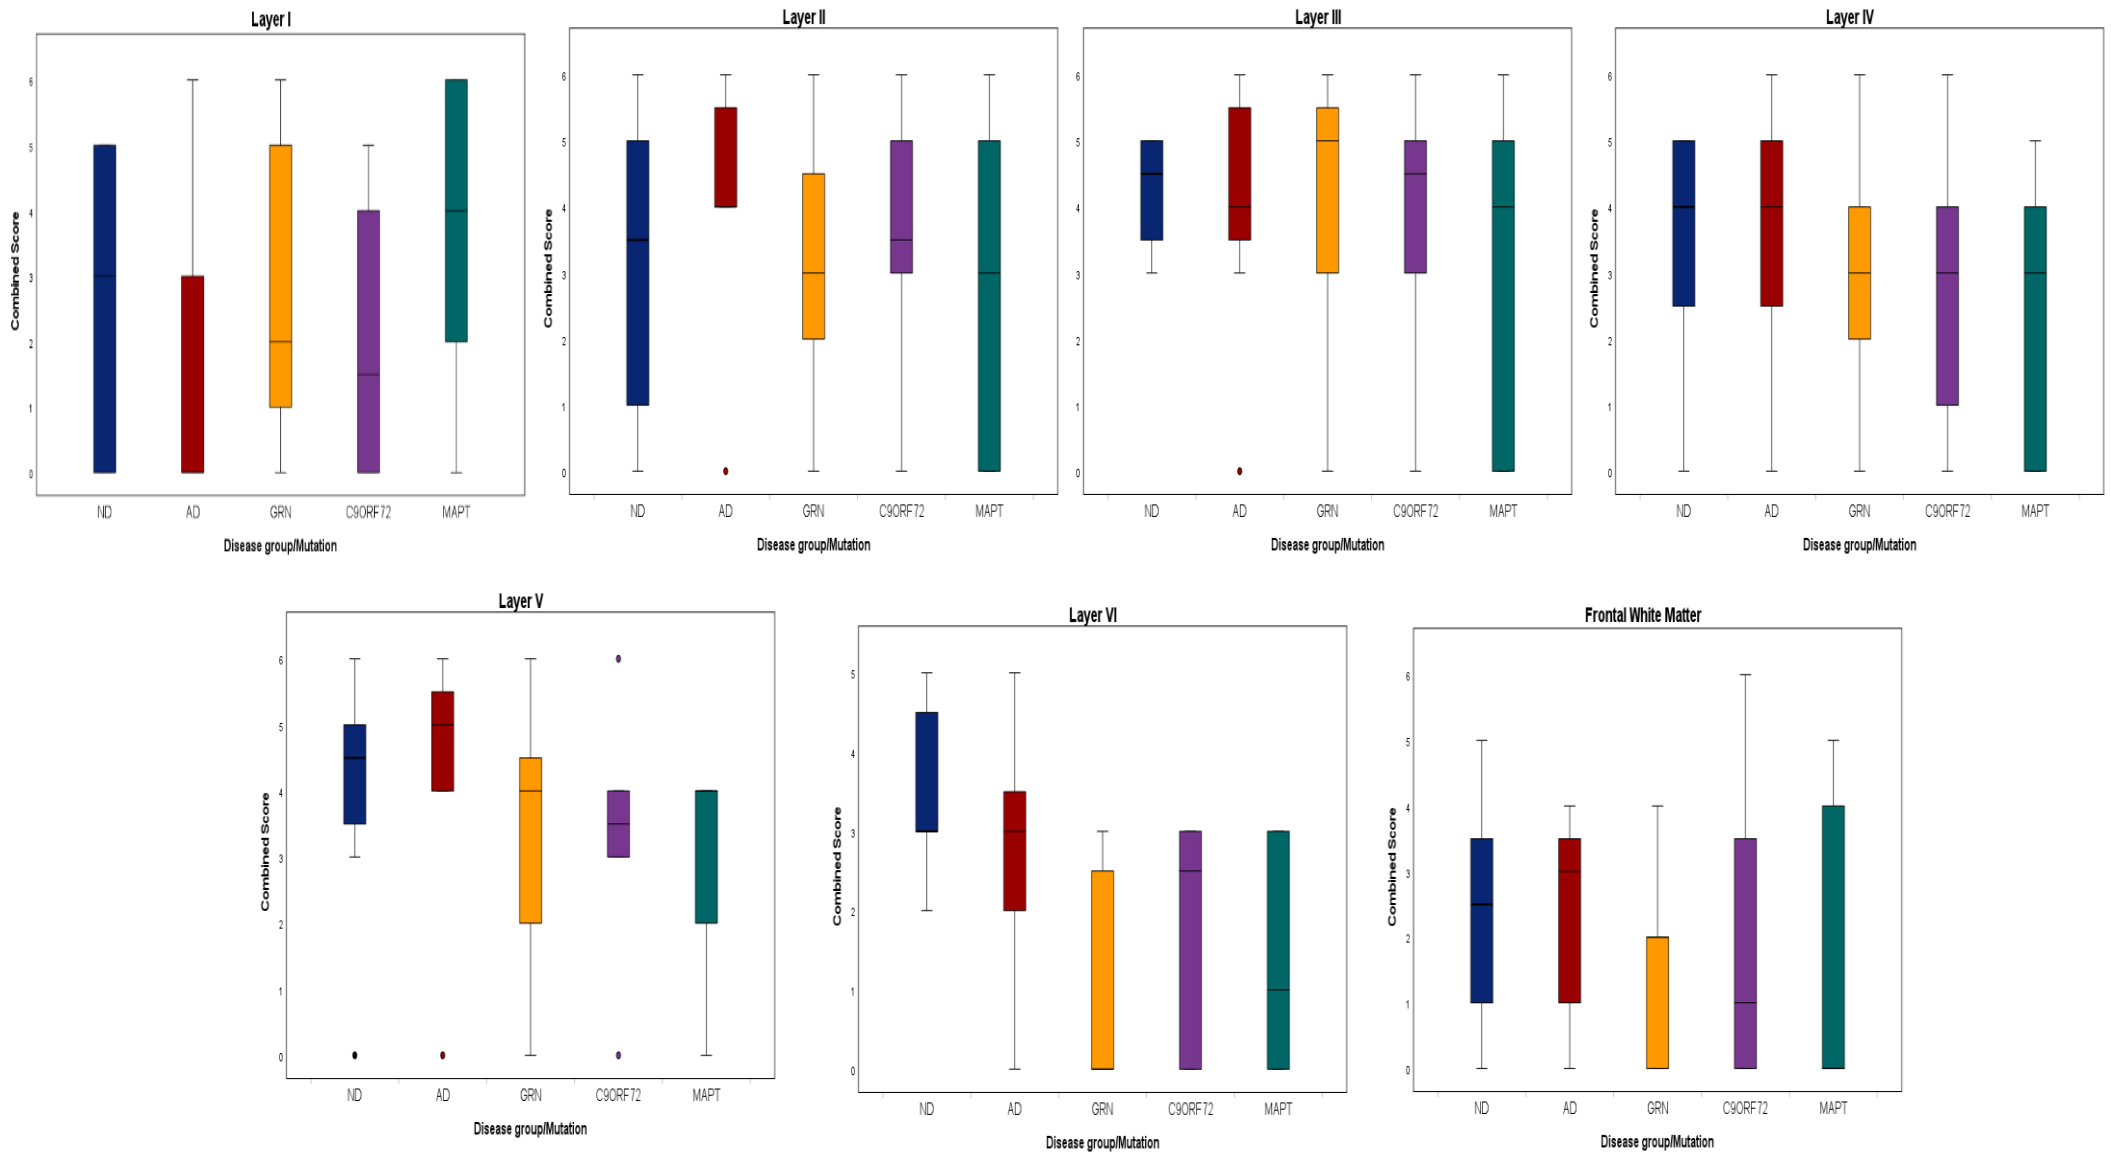 Layer I
Combined Score
6
5
4
3
2
1
0
ND AD GRN C9ORF72 MAPT
Disease group/Mutation
Layer II
Combined Score
6
5
4
3
2
1
0
ND AD GRN C9ORF72 MAPT
Disease group/Mutation
Layer III
6
5
4
3
2
1
0
ND AD GRN C9ORF72 MAPT
Disease group/Mutation
Layer IV
Combined Score
6
5
4
3
2
1
0
ND AD GRN C9ORF72 MAPT
Disease group/Mutation
Layer V
Combined Score
6
5
4
3
2
1
0
ND AD GRN C9ORF72 MAPT
Disease group/Mutation
Layer VI
Combined Score
5
4
3
2
1
0
ND AD GRN C9ORF72 MAPT
Disease group/Mutation
Frontal White Matter
Combined Score
6
5
4
3
2
1
0
ND AD GRN C9ORF72 MAPT
Disease group/Mutation